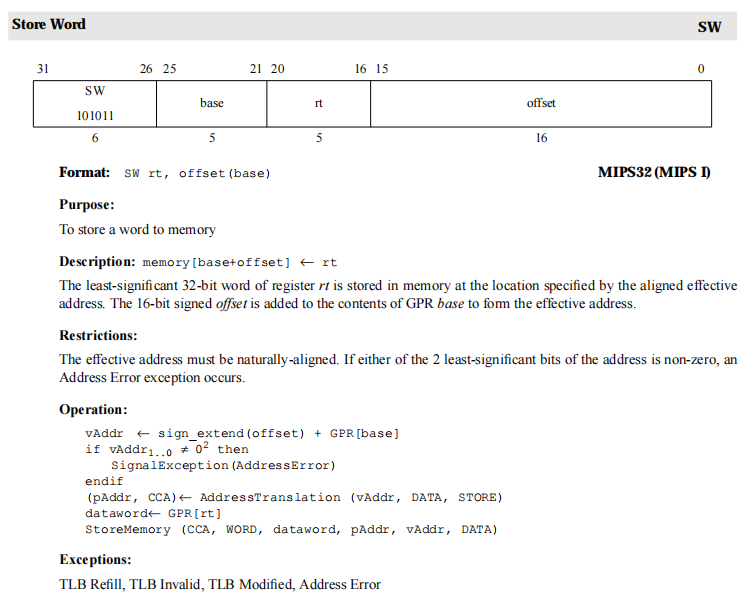 Store Word SW
31 26 25 21 20 16 15 0
SW
101011 base rt offset
6 5 5 16
Format: SW rt, offset(base) MIPS32 (MIPS I)
Purpose:
To store a word to memory
Description: memory[base+offset] ← rt
The least-significant 32-bit word of register rt is stored in memory at the location specified by the aligned effective
address. The 16-bit signed offset is added to the contents of GPR base to form the effective address.
Restrictions:
The effective address must be naturally-aligned. If either of the 2 least-significant bits of the address is non-zero, an
Address Error exception occurs.
Operation:
vAddr ← sign_extend(offset) + GPR[base]
if vAddr1..0 ≠ 0² then
SignalException(AddressError)
endif
(pAddr, CCA)← AddressTranslation (vAddr, DATA, STORE)
dataword← GPR[rt]
StoreMemory (CCA, WORD, dataword, pAddr, vAddr, DATA)
Exceptions:
TLB Refill, TLB Invalid, TLB Modified, Address Error